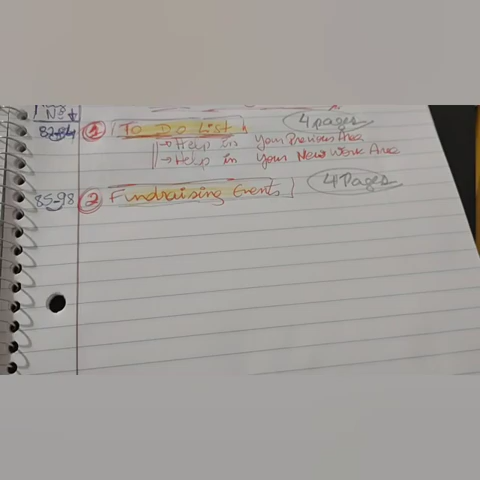 No
82-84 1 To Do List 4 pages
→ Help in Your Previous Area
→ Help in Your New Work Area
85-98 2 Fundraising Events 4 Pages